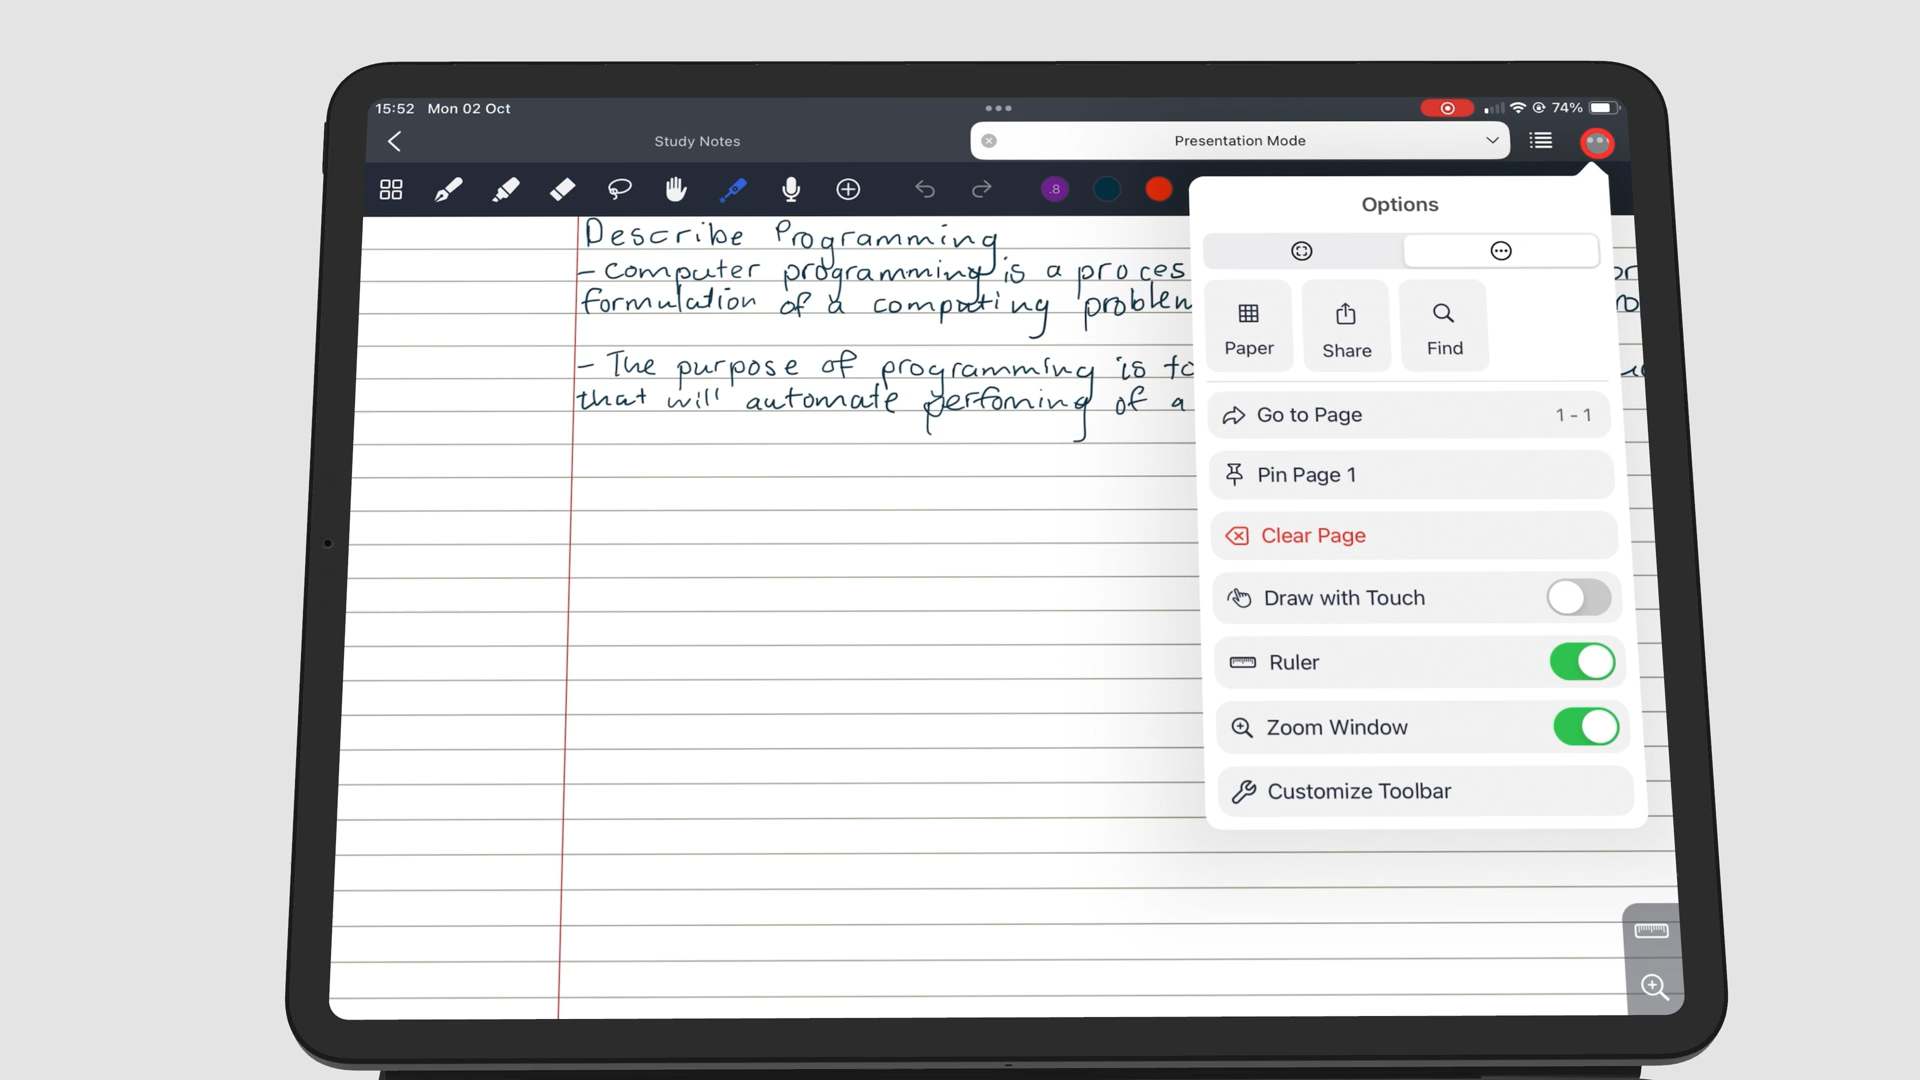 15:52 Mon 02 Oct
74%
Study Notes
Presentation Mode
.8
Describe Programming
- Computer programming is a proces
formulation of a computing problem
- The purpose of programming is to
that will automate perfoming of a
Options
Paper
Share
Find
Go to Page 1 - 1
Pin Page 1
Clear Page
Draw with Touch
Ruler
Zoom Window
Customize Toolbar